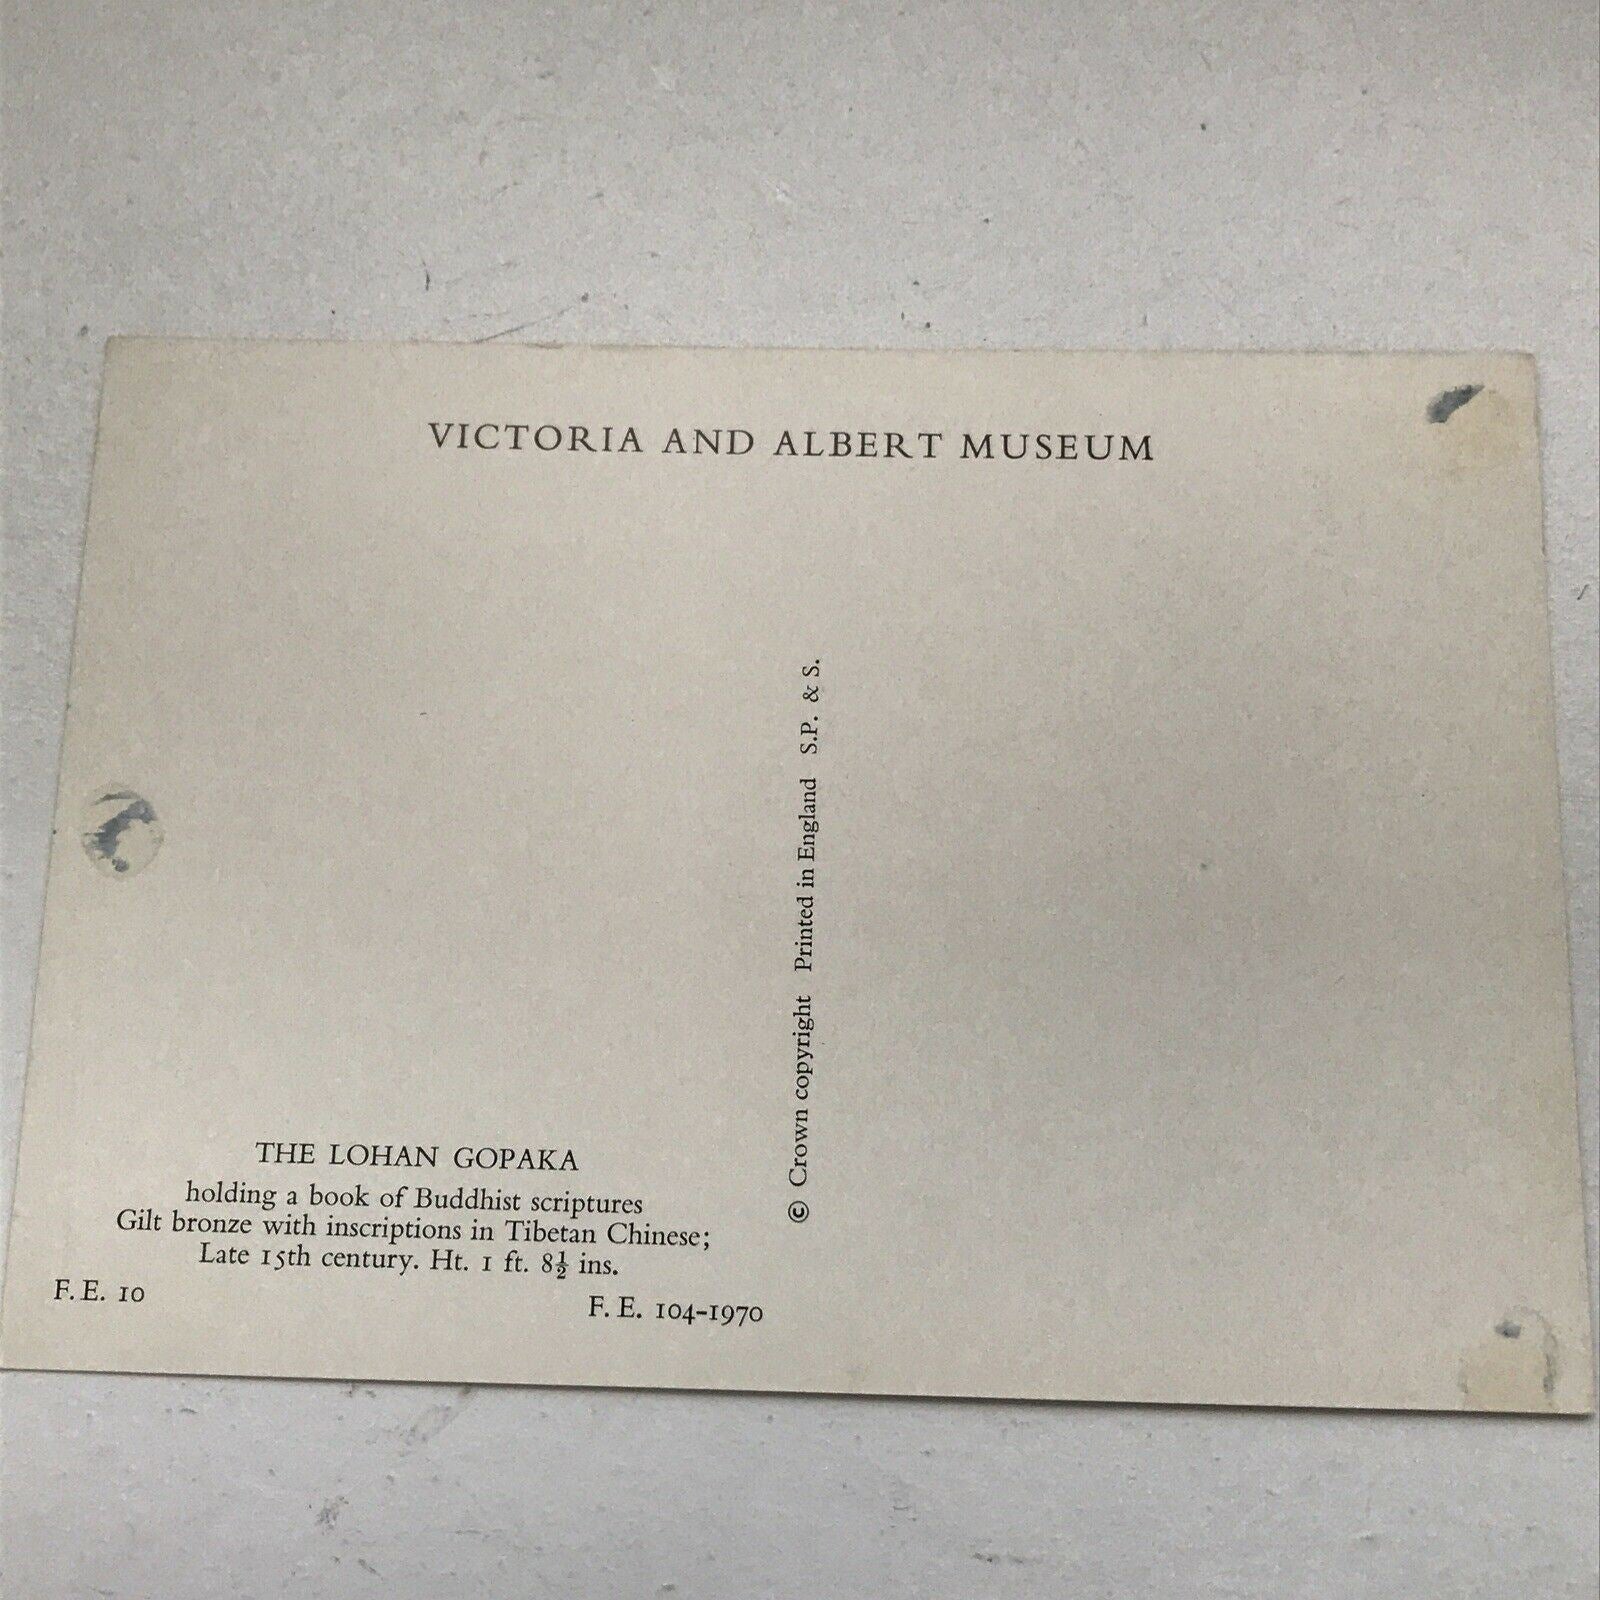 VICTORIA AND ALBERT MUSEUM
© Crown copyright Printed in England S.P. & S.
THE LOHAN GOPAKA
holding a book of Buddhist scriptures
Gilt bronze with inscriptions in Tibetan Chinese;
Late 15th century. Ht. 1 ft. 8½ ins.
F. E. 10
F. E. 104-1970